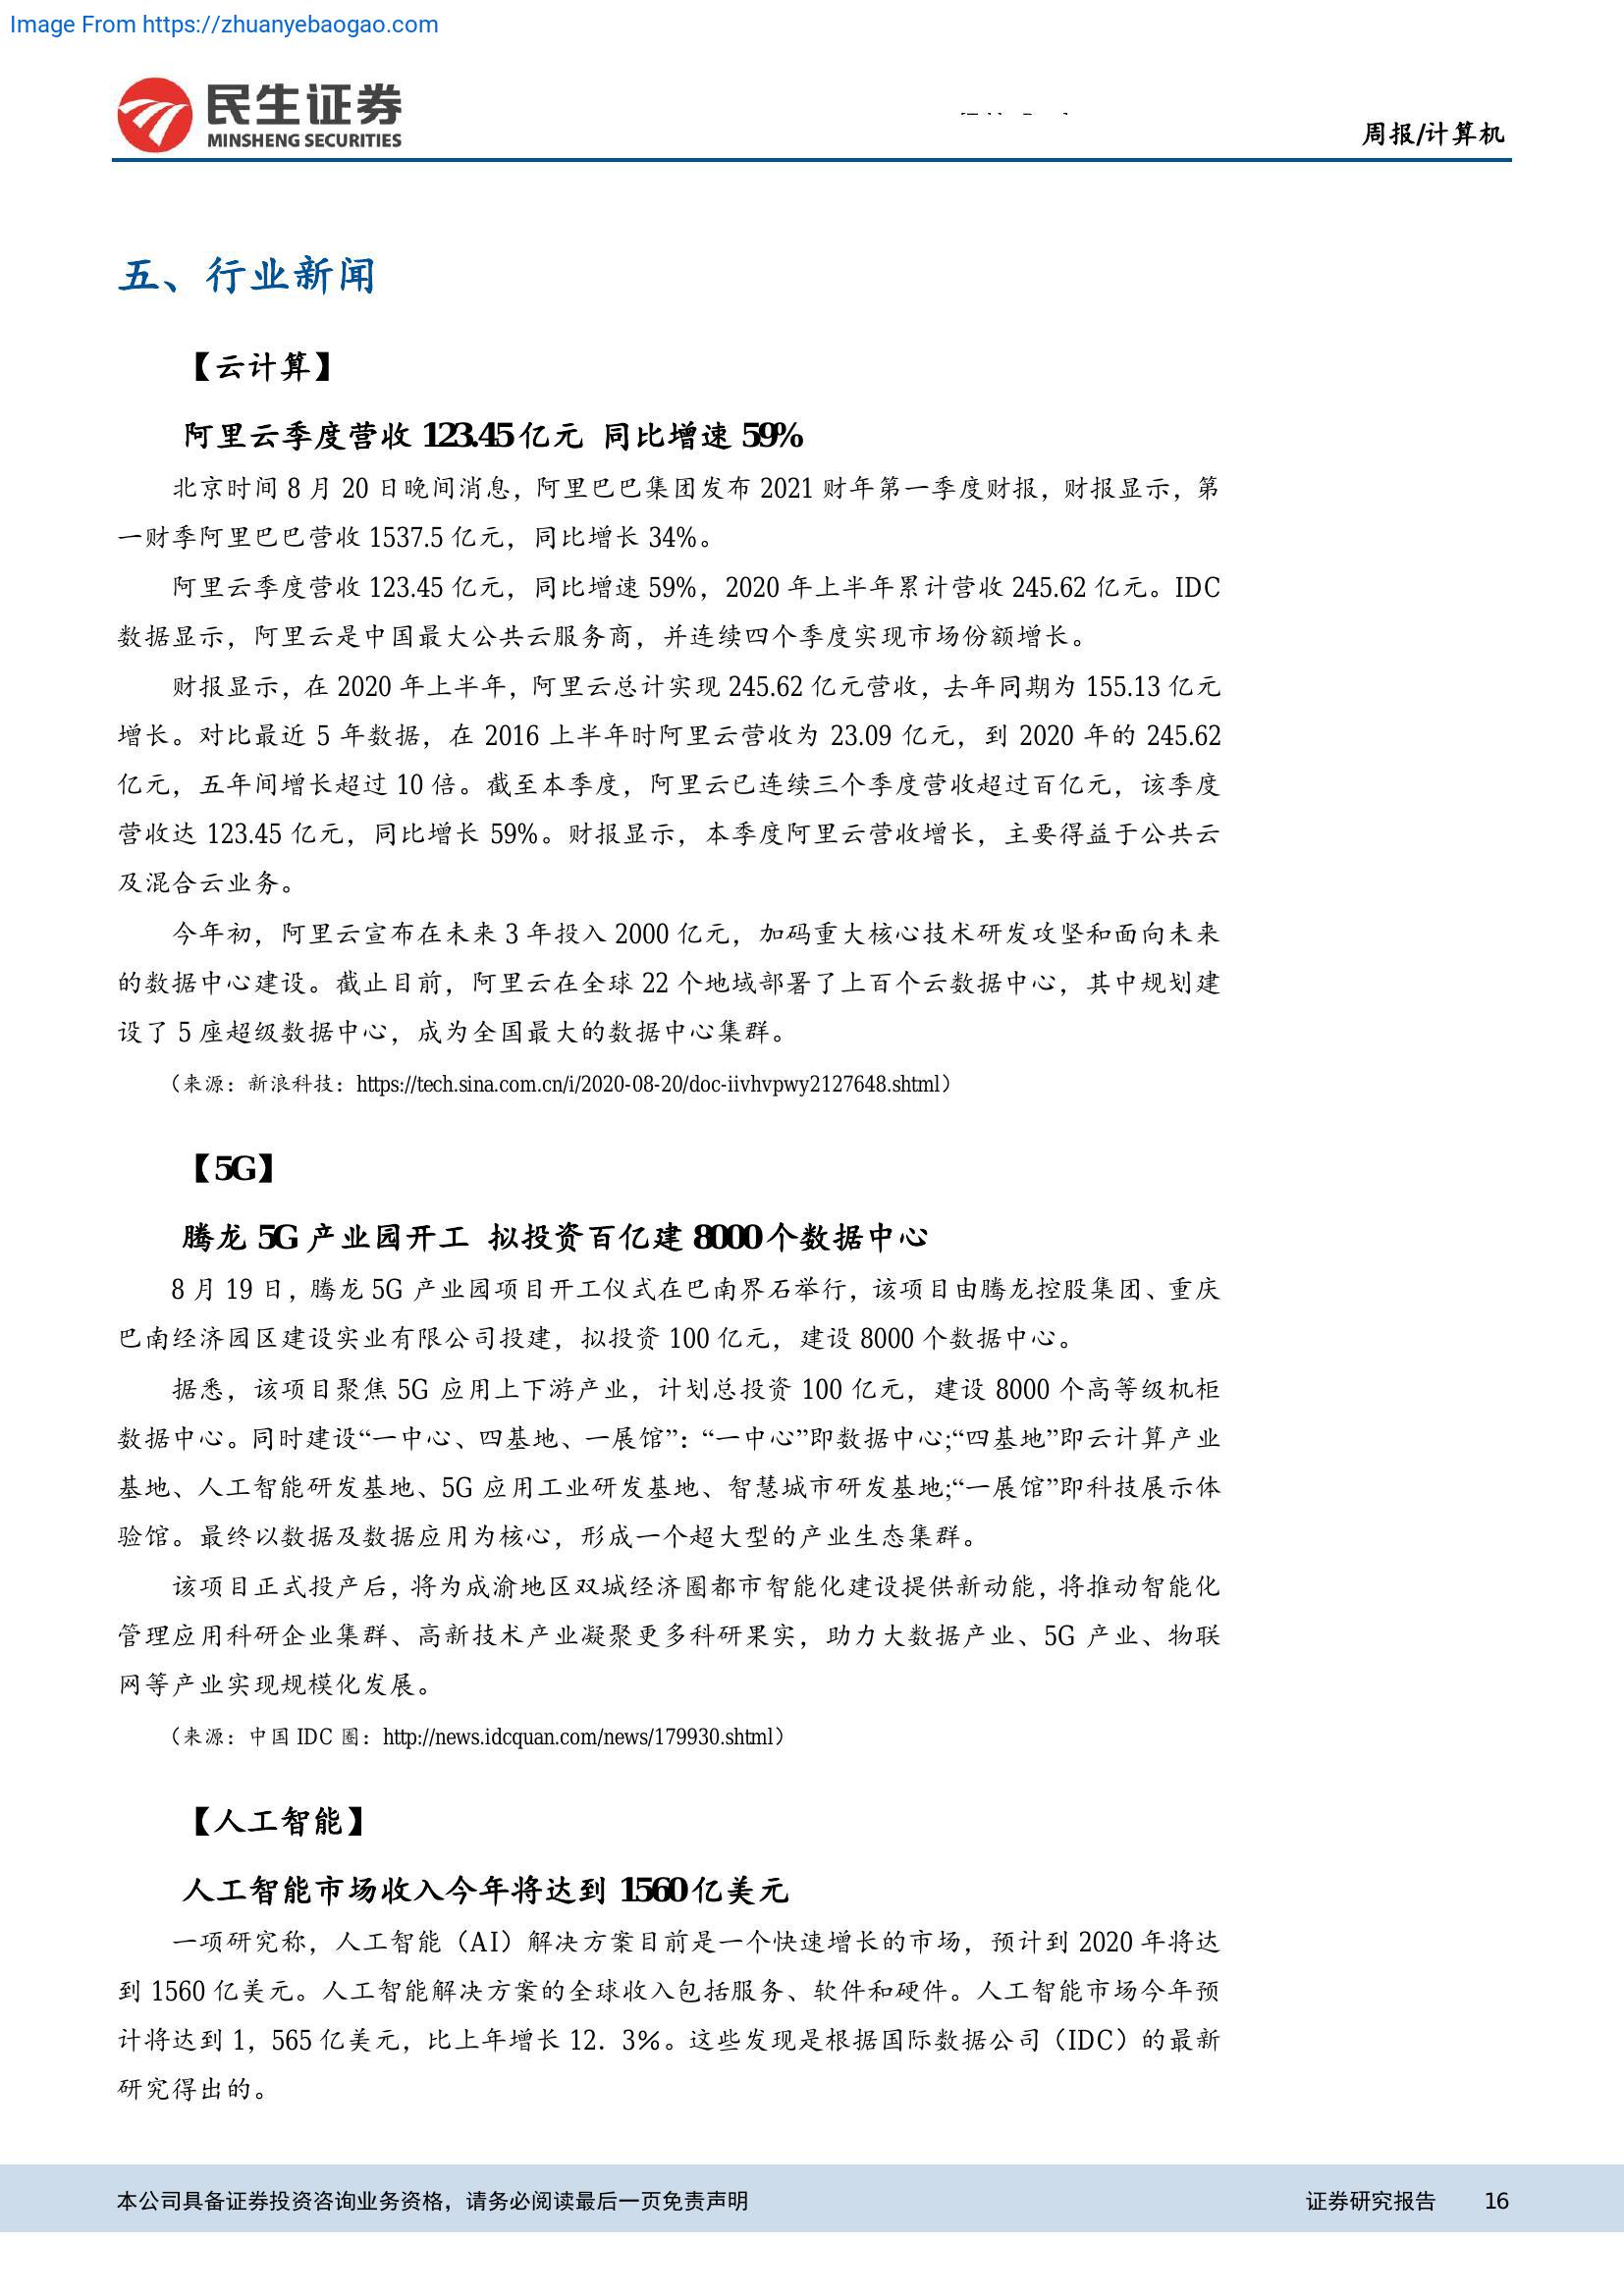 Image From https://zhuanyebaogao.com
民生证券
MINSHENG SECURITIES
周报/计算机
五、行业新闻
【云计算】
阿里云季度营收 123.45 亿元 同比增速 59%
北京时间 8 月 20 日晚间消息，阿里巴巴集团发布 2021 财年第一季度财报，财报显示，第
一财季阿里巴巴营收 1537.5 亿元，同比增长 34%。
阿里云季度营收 123.45 亿元，同比增速 59%，2020 年上半年累计营收 245.62 亿元。IDC
数据显示，阿里云是中国最大公共云服务商，并连续四个季度实现市场份额增长。
财报显示，在 2020 年上半年，阿里云总计实现 245.62 亿元营收，去年同期为 155.13 亿元
增长。对比最近 5 年数据，在 2016 上半年时阿里云营收为 23.09 亿元，到 2020 年的 245.62
亿元，五年间增长超过 10 倍。截至本季度，阿里云已连续三个季度营收超过百亿元，该季度
营收达 123.45 亿元，同比增长 59%。财报显示，本季度阿里云营收增长，主要得益于公共云
及混合云业务。
今年初，阿里云宣布在未来 3 年投入 2000 亿元，加码重大核心技术研发攻坚和面向未来
的数据中心建设。截止目前，阿里云在全球 22 个地域部署了上百个云数据中心，其中规划建
设了 5 座超级数据中心，成为全国最大的数据中心集群。
（来源：新浪科技：https://tech.sina.com.cn/i/2020-08-20/doc-iivhvpwy2127648.shtml）
【5G】
腾龙 5G 产业园开工 拟投资百亿建 8000 个数据中心
8 月 19 日，腾龙 5G 产业园项目开工仪式在巴南界石举行，该项目由腾龙控股集团、重庆
巴南经济园区建设实业有限公司投建，拟投资 100 亿元，建设 8000 个数据中心。
据悉，该项目聚焦 5G 应用上下游产业，计划总投资 100 亿元，建设 8000 个高等级机柜
数据中心。同时建设“一中心、四基地、一展馆”：“一中心”即数据中心;“四基地”即云计算产业
基地、人工智能研发基地、5G 应用工业研发基地、智慧城市研发基地;“一展馆”即科技展示体
验馆。最终以数据及数据应用为核心，形成一个超大型的产业生态集群。
该项目正式投产后，将为成渝地区双城经济圈都市智能化建设提供新动能，将推动智能化
管理应用科研企业集群、高新技术产业凝聚更多科研果实，助力大数据产业、5G 产业、物联
网等产业实现规模化发展。
（来源：中国 IDC 圈：http://news.idcquan.com/news/179930.shtml）
【人工智能】
人工智能市场收入今年将达到 1560 亿美元
一项研究称，人工智能（AI）解决方案目前是一个快速增长的市场，预计到 2020 年将达
到 1560 亿美元。人工智能解决方案的全球收入包括服务、软件和硬件。人工智能市场今年预
计将达到 1，565 亿美元，比上年增长 12．3%。这些发现是根据国际数据公司（IDC）的最新
研究得出的。
本公司具备证券投资咨询业务资格，请务必阅读最后一页免责声明
证券研究报告 16